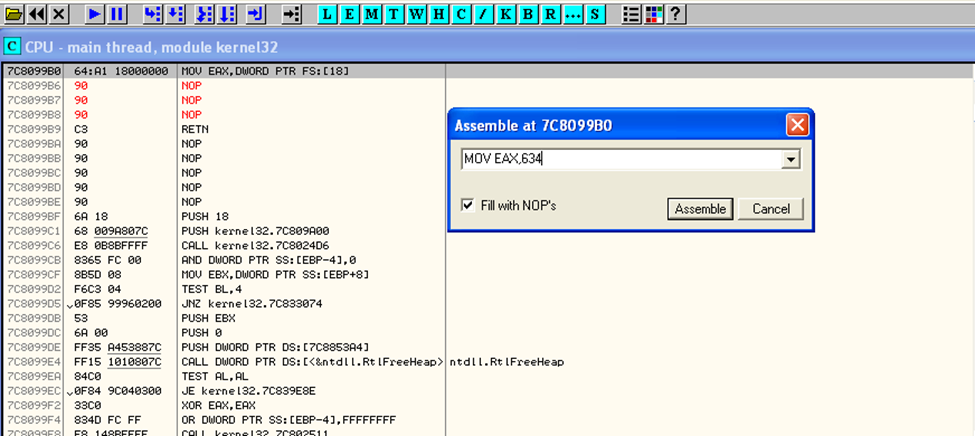 L E M T W H C / K B R ... S ?
C CPU - main thread, module kernel32
7C8099B0 64:A1 18000000 MOV EAX,DWORD PTR FS:[18]
7C8099B6 90 NOP
7C8099B7 90 NOP
7C8099B8 90 NOP
7C8099B9 C3 RETN
7C8099BA 90 NOP
7C8099BB 90 NOP
7C8099BC 90 NOP
7C8099BD 90 NOP
7C8099BE 90 NOP
7C8099BF 6A 18 PUSH 18
7C8099C1 68 009A807C PUSH kernel32.7C809A00
7C8099C6 E8 0B8BFFFF CALL kernel32.7C8024D6
7C8099CB 8365 FC 00 AND DWORD PTR SS:[EBP-4],0
7C8099CF 8B5D 08 MOV EBX,DWORD PTR SS:[EBP+8]
7C8099D2 F6C3 04 TEST BL,4
7C8099D5 0F85 99960200 JNZ kernel32.7C833074
7C8099DB 53 PUSH EBX
7C8099DC 6A 00 PUSH 0
7C8099DE FF35 A453887C PUSH DWORD PTR DS:[7C8853A4]
7C8099E4 FF15 1010807C CALL DWORD PTR DS:[<&ntdll.RtlFreeHeap> ntdll.RtlFreeHeap
7C8099EA 84C0 TEST AL,AL
7C8099EC 0F84 9C040300 JE kernel32.7C839E8E
7C8099F2 33C0 XOR EAX,EAX
7C8099F4 834D FC FF OR DWORD PTR SS:[EBP-4],FFFFFFFF
7C8099F8 E8 148BFFFF CALL kernel32.7C802511
Assemble at 7C8099B0
MOV EAX,634
Fill with NOP's
Assemble
Cancel